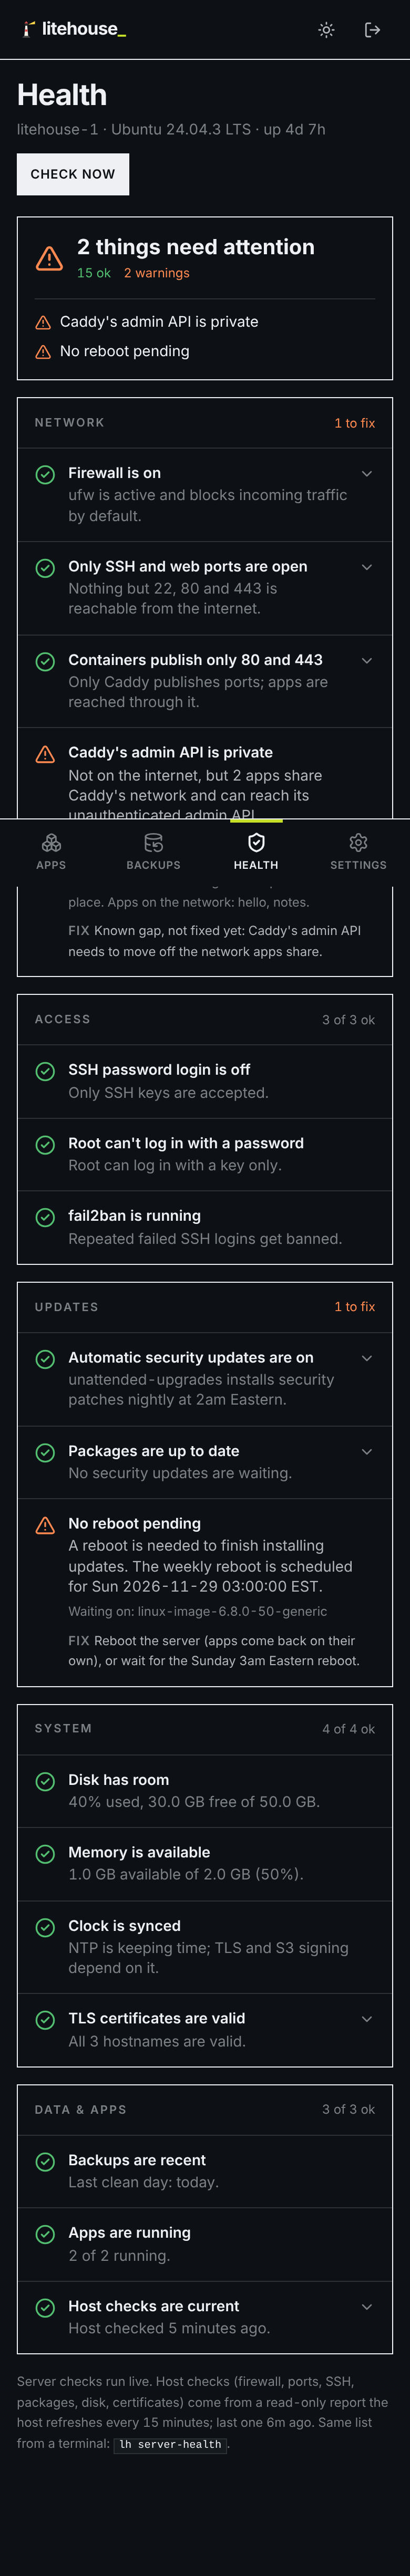 litehouse_
Health
litehouse-1 · Ubuntu 24.04.3 LTS · up 4d 7h
CHECK NOW
2 things need attention
15 ok 2 warnings
Caddy's admin API is private
No reboot pending
NETWORK 1 to fix
Firewall is on
ufw is active and blocks incoming traffic
by default.
Only SSH and web ports are open
Nothing but 22, 80 and 443 is
reachable from the internet.
Containers publish only 80 and 443
Only Caddy publishes ports; apps are
reached through it.
Caddy's admin API is private
Not on the internet, but 2 apps share
Caddy's network and can reach its
unauthenticated admin API
APPS BACKUPS HEALTH SETTINGS
place. Apps on the network: hello, notes.
FIX Known gap, not fixed yet: Caddy's admin API
needs to move off the network apps share.
ACCESS 3 of 3 ok
SSH password login is off
Only SSH keys are accepted.
Root can't log in with a password
Root can log in with a key only.
fail2ban is running
Repeated failed SSH logins get banned.
UPDATES 1 to fix
Automatic security updates are on
unattended-upgrades installs security
patches nightly at 2am Eastern.
Packages are up to date
No security updates are waiting.
No reboot pending
A reboot is needed to finish installing
updates. The weekly reboot is scheduled
for Sun 2026-11-29 03:00:00 EST.
Waiting on: linux-image-6.8.0-50-generic
FIX Reboot the server (apps come back on their
own), or wait for the Sunday 3am Eastern reboot.
SYSTEM 4 of 4 ok
Disk has room
40% used, 30.0 GB free of 50.0 GB.
Memory is available
1.0 GB available of 2.0 GB (50%).
Clock is synced
NTP is keeping time; TLS and S3 signing
depend on it.
TLS certificates are valid
All 3 hostnames are valid.
DATA & APPS 3 of 3 ok
Backups are recent
Last clean day: today.
Apps are running
2 of 2 running.
Host checks are current
Host checked 5 minutes ago.
Server checks run live. Host checks (firewall, ports, SSH,
packages, disk, certificates) come from a read-only report the
host refreshes every 15 minutes; last one 6m ago. Same list
from a terminal: lh server-health.